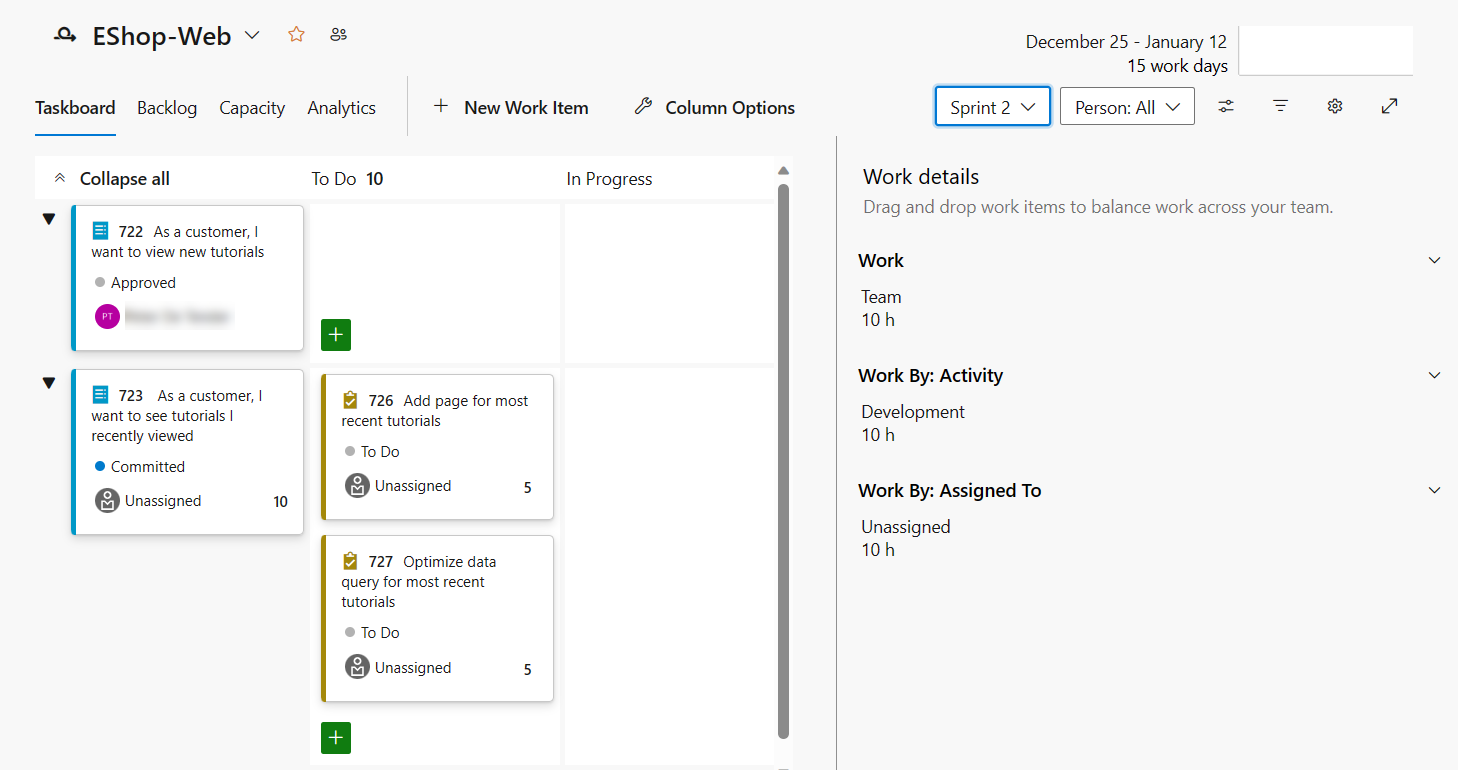 EShop-Web
December 25 - January 12
15 work days
Taskboard Backlog Capacity Analytics New Work Item Column Options Sprint 2 Person: All
Collapse all To Do 10 In Progress
722 As a customer, I
want to view new tutorials
Approved
PT
723 As a customer, I
want to see tutorials I
recently viewed
Committed
Unassigned 10
726 Add page for most
recent tutorials
To Do
Unassigned 5
727 Optimize data
query for most recent
tutorials
To Do
Unassigned 5
Work details
Drag and drop work items to balance work across your team.
Work
Team
10 h
Work By: Activity
Development
10 h
Work By: Assigned To
Unassigned
10 h